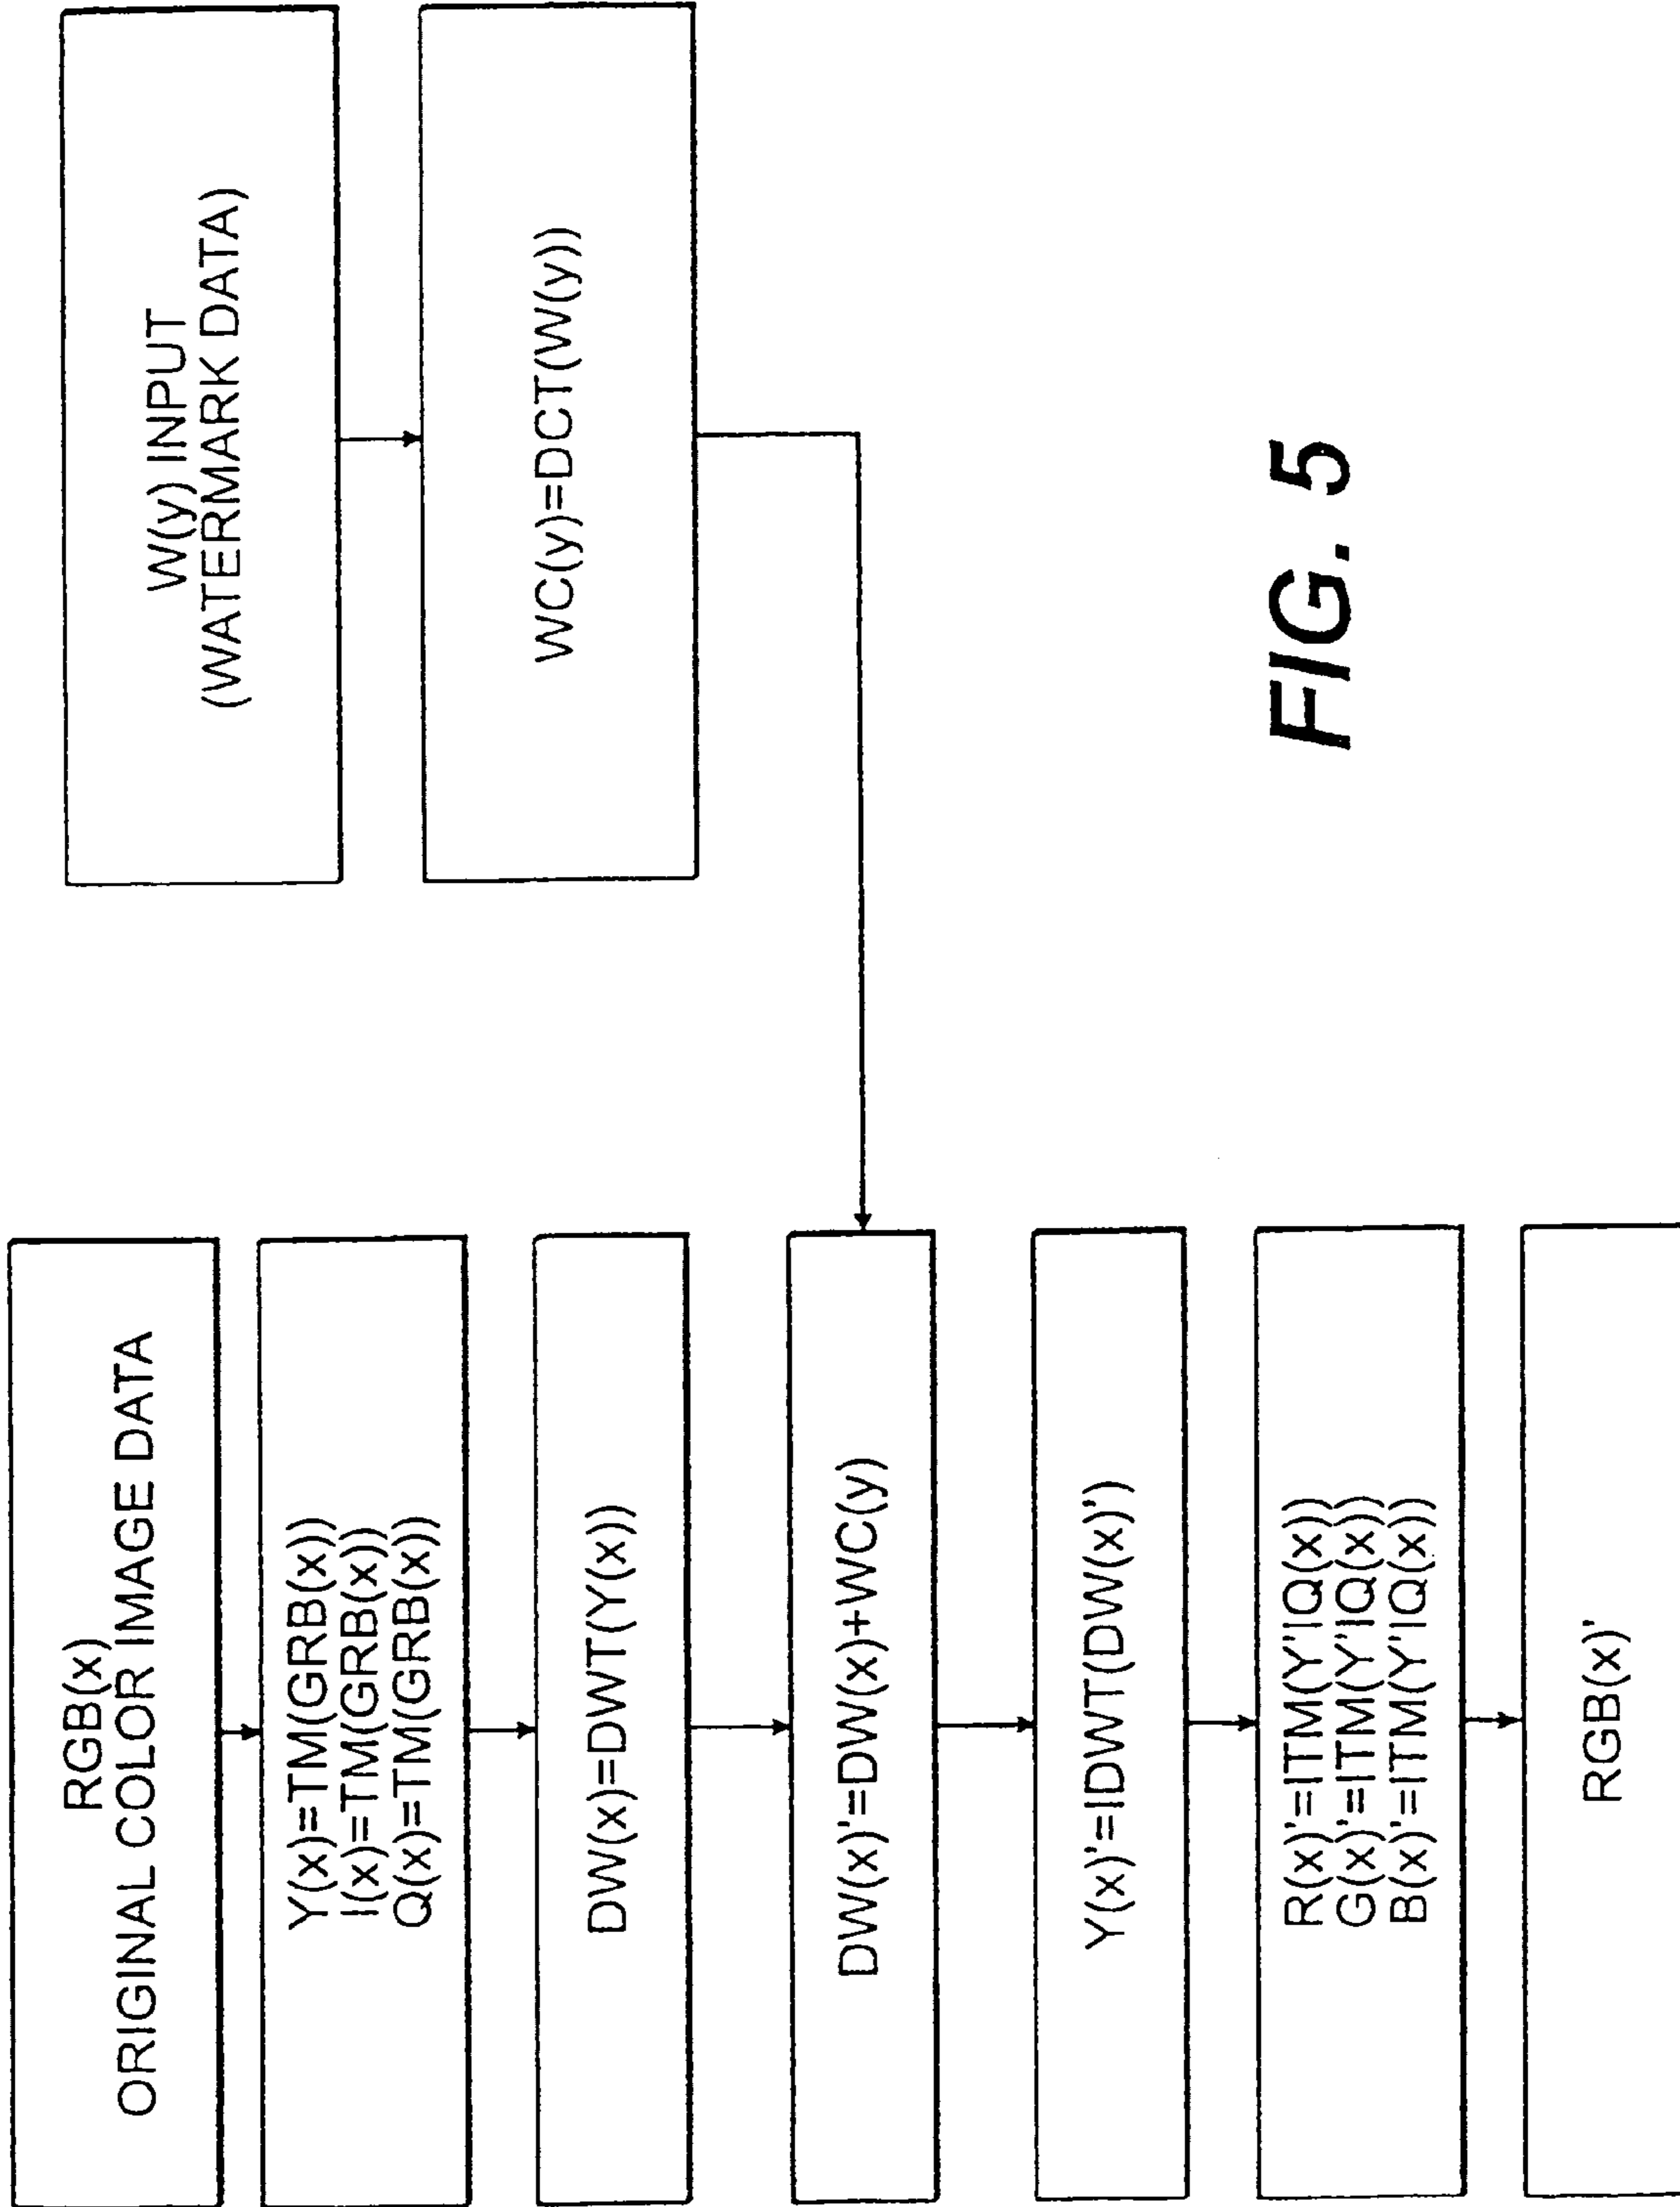 RGB(x)
ORIGINAL COLOR IMAGE DATA
Y(x)=TM(GRB(x))
I(x)=TM(GRB(x))
Q(x)=TM(GRB(x))
DW(x)=DWT(Y(x))
DW(x)'=DW(x)+WC(y)
Y(x)'=IDWT(DW(x)')
R(x)'=ITM(Y'IQ(x))
G(x)'=ITM(Y'IQ(x))
B(x)'=ITM(Y'IQ(x))
RGB(x)'
W(y) INPUT
(WATERMARK DATA)
WC(y)=DCT(W(y))
FIG. 5